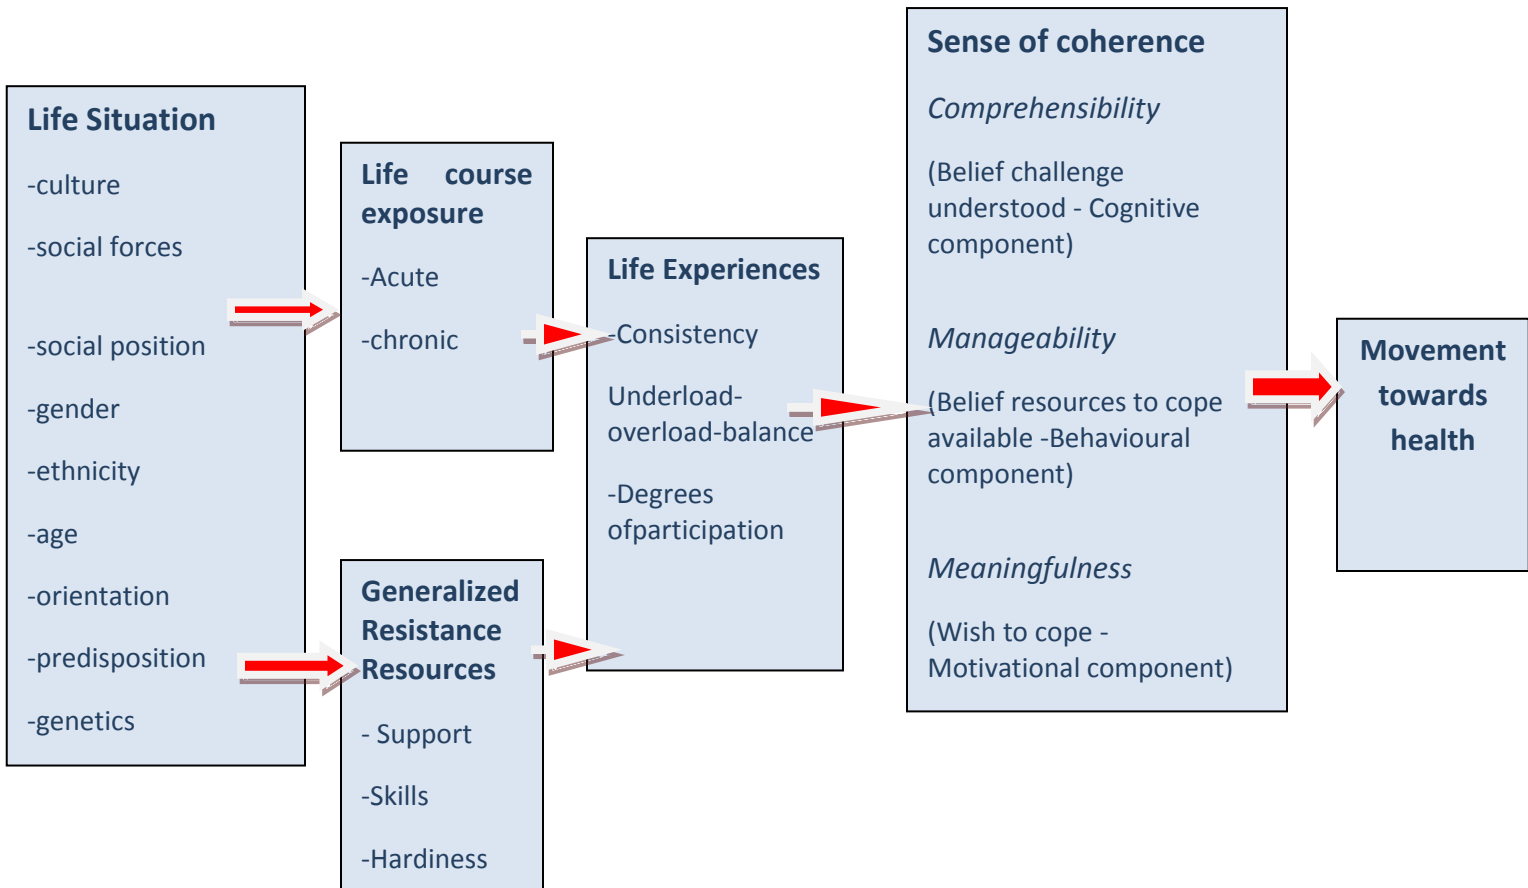 Life Situation
-culture
-social forces
-social position
-gender
-ethnicity
-age
-orientation
-predisposition
-genetics
Life course
exposure
-Acute
-chronic
Generalized
Resistance
Resources
- Support
-Skills
-Hardiness
Life Experiences
-Consistency
Underload-
overload-balance
-Degrees
ofparticipation
Sense of coherence
Comprehensibility
(Belief challenge
understood - Cognitive
component)
Manageability
(Belief resources to cope
available -Behavioural
component)
Meaningfulness
(Wish to cope -
Motivational component)
Movement
towards
health